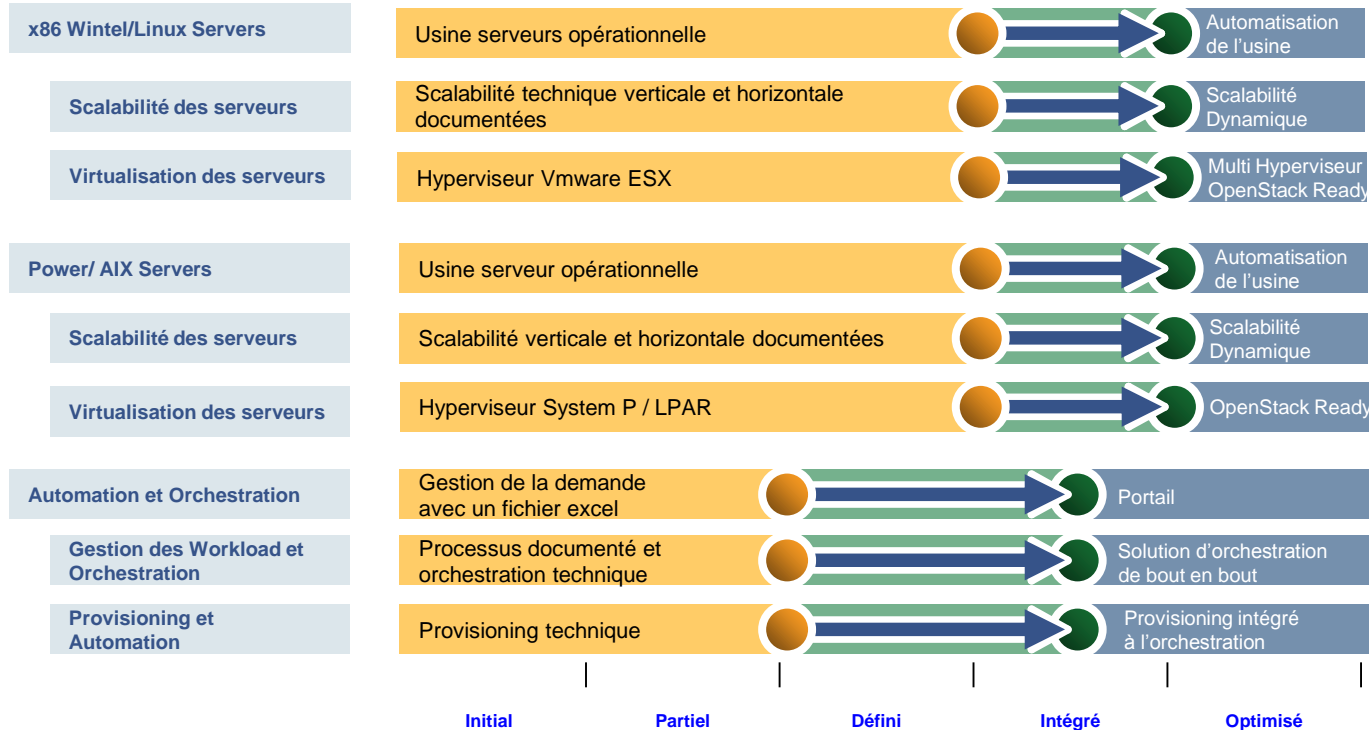 x86 Wintel/Linux Servers
Usine serveurs opérationnelle
Automatisation
de l'usine
Scalabilité des serveurs
Scalabilité technique verticale et horizontale
documentées
Scalabilité
Dynamique
Virtualisation des serveurs
Hyperviseur Vmware ESX
Multi Hyperviseur
OpenStack Ready
Power/ AIX Servers
Usine serveur opérationnelle
Automatisation
de l'usine
Scalabilité des serveurs
Scalabilité verticale et horizontale documentées
Scalabilité
Dynamique
Virtualisation des serveurs
Hyperviseur System P / LPAR
OpenStack Ready
Automation et Orchestration
Gestion de la demande
avec un fichier excel
Portail
Gestion des Workload et
Orchestration
Processus documenté et
orchestration technique
Solution d'orchestration
de bout en bout
Provisioning et
Automation
Provisioning technique
Provisioning intégré
à l'orchestration
Initial
Partiel
Défini
Intégré
Optimisé